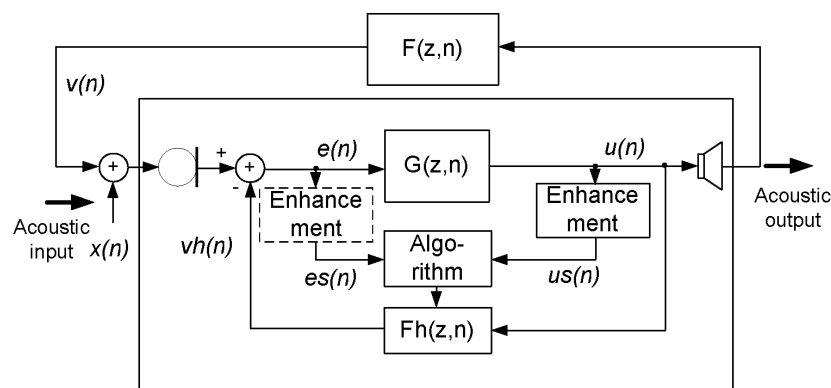 F(z,n)
v(n)
+
Acoustic
input
x(n)
+
-
+
e(n)
G(z,n)
u(n)
Acoustic
output
Enhance
ment
Enhance
ment
vh(n)
es(n)
Algo-
rithm
us(n)
Fh(z,n)